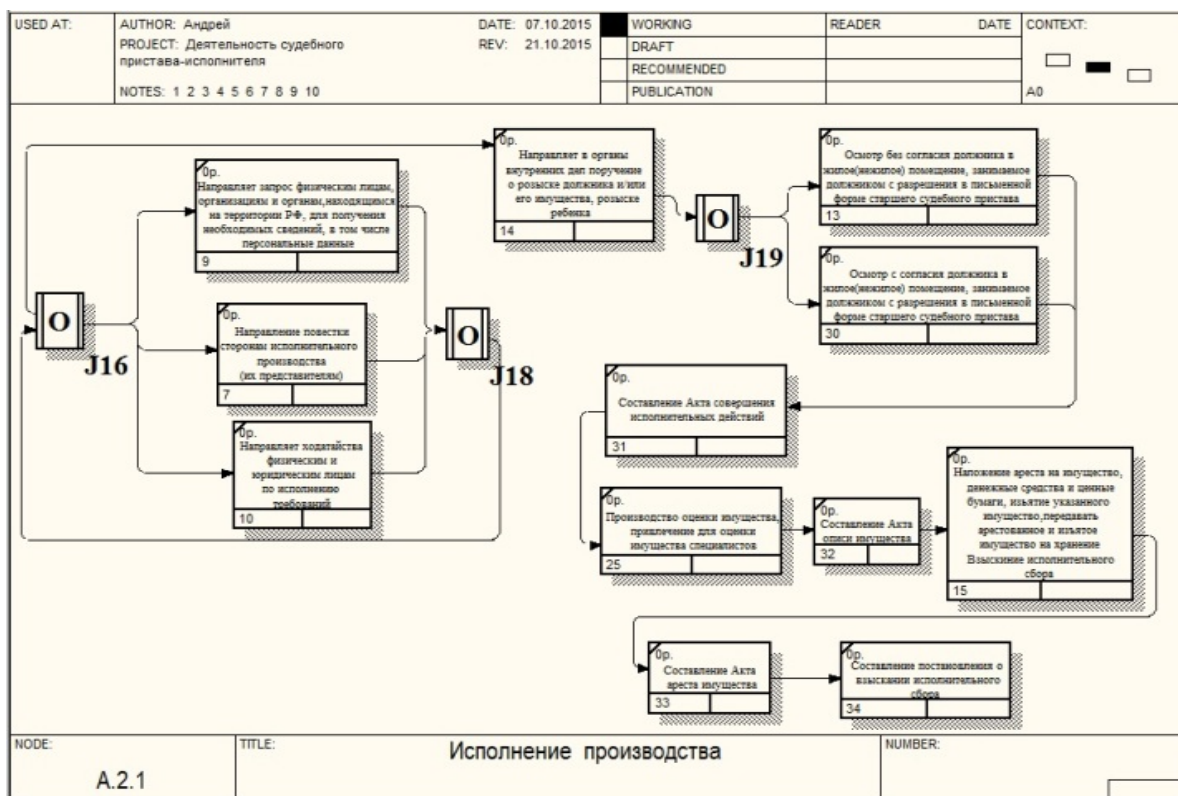 USED AT:
AUTHOR: Андрей
DATE: 07.10.2015
PROJECT: Деятельность судебного
пристава-исполнителя
REV: 21.10.2015
NOTES: 1 2 3 4 5 6 7 8 9 10
WORKING
DRAFT
RECOMMENDED
PUBLICATION
READER
DATE
CONTEXT:
A0
0р.
Направляет запрос физическим лицам,
организациям и органам,находящимся
на территории РФ, для получения
необходимых сведений, в том числе
персональные данные
9
0р.
Направляет в органы
внутренних дел поручение
о розыске должника и/или
его имущества, розыске
ребенка
14
O
J19
0р.
Осмотр без согласия должника в
жилое(нежилое) помещение, занимаемое
должником с разрешения в письменной
форме старшего судебного пристава
13
0р.
Осмотр с согласия должника в
жилое(нежилое) помещение, занимаемое
должником с разрешения в письменной
форме старшего судебного пристава
30
O
J16
0р.
Направление повестки
сторонам исполнительного
производства
(их представителям)
7
O
J18
0р.
Направляет ходатайства
физическим и
юридическим лицам
по исполнению
требований
10
0р.
Составление Акта совершения
исполнительных действий
31
0р.
Производство оценки имущества,
привлечение для оценки
имущества специалистов
25
0р.
Составление Акта
описи имущества
32
0р.
Наложение ареста на имущество,
денежные средства и ценные
бумаги, изъятие указанного
имущество,передавать
арестованное и изъятое
имущество на хранение
Взыскиние исполнительного
сбора
15
0р.
Составление Акта
ареста имущества
33
0р.
Составление постановления о
взыскании исполнительного
сбора
34
NODE:
A.2.1
TITLE:
Исполнение производства
NUMBER: